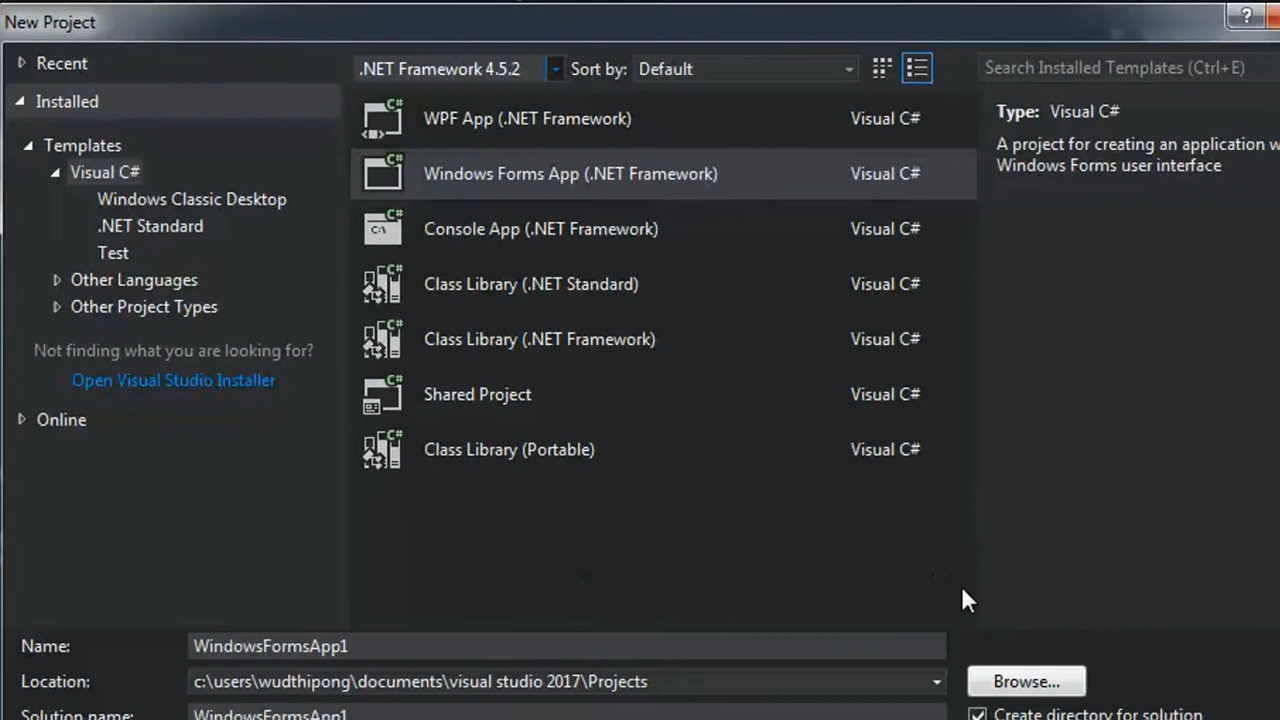 New Project
?
Recent
Installed
Templates
Visual C#
Windows Classic Desktop
.NET Standard
Test
Other Languages
Other Project Types
Not finding what you are looking for?
Open Visual Studio Installer
Online
.NET Framework 4.5.2 Sort by: Default
WPF App (.NET Framework) Visual C#
Windows Forms App (.NET Framework) Visual C#
Console App (.NET Framework) Visual C#
Class Library (.NET Standard) Visual C#
Class Library (.NET Framework) Visual C#
Shared Project Visual C#
Class Library (Portable) Visual C#
Search Installed Templates (Ctrl+E)
Type: Visual C#
A project for creating an application w
Windows Forms user interface
Name: WindowsFormsApp1
Location: c:\users\wudthipong\documents\visual studio 2017\Projects Browse...
Solution name: WindowsFormsApp1 Create directory for solution